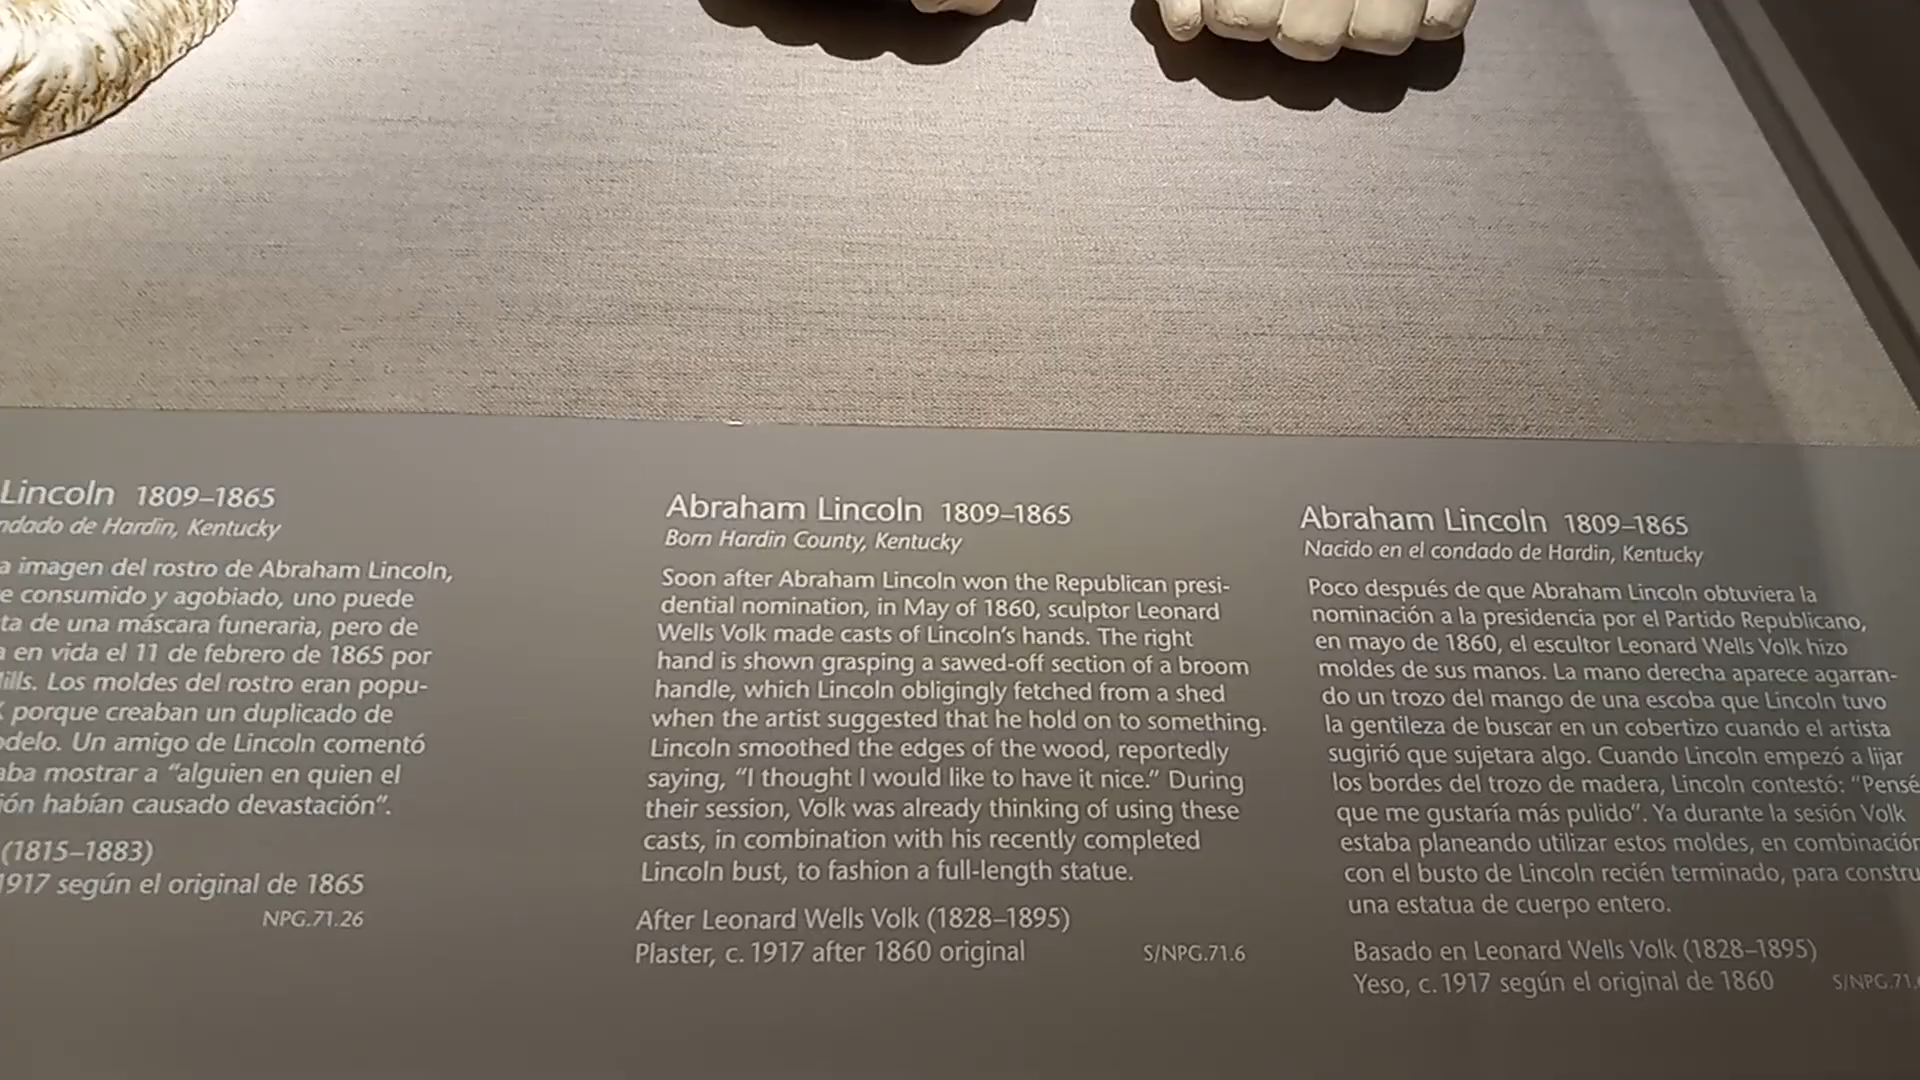 Lincoln 1809–1865
ndado de Hardin, Kentucky
a imagen del rostro de Abraham Lincoln,
e consumido y agobiado, uno puede
ta de una máscara funeraria, pero de
a en vida el 11 de febrero de 1865 por
ills. Los moldes del rostro eran popu-
X porque creaban un duplicado de
odelo. Un amigo de Lincoln comentó
aba mostrar a “alguien en quien el
ión habían causado devastación”.
(1815–1883)
1917 según el original de 1865
NPG.71.26
Abraham Lincoln 1809–1865
Born Hardin County, Kentucky
Soon after Abraham Lincoln won the Republican presi-
dential nomination, in May of 1860, sculptor Leonard
Wells Volk made casts of Lincoln’s hands. The right
hand is shown grasping a sawed-off section of a broom
handle, which Lincoln obligingly fetched from a shed
when the artist suggested that he hold on to something.
Lincoln smoothed the edges of the wood, reportedly
saying, “I thought I would like to have it nice.” During
their session, Volk was already thinking of using these
casts, in combination with his recently completed
Lincoln bust, to fashion a full-length statue.
After Leonard Wells Volk (1828–1895)
Plaster, c. 1917 after 1860 original
S/NPG.71.6
Abraham Lincoln 1809–1865
Nacido en el condado de Hardin, Kentucky
Poco después de que Abraham Lincoln obtuviera la
nominación a la presidencia por el Partido Republicano,
en mayo de 1860, el escultor Leonard Wells Volk hizo
moldes de sus manos. La mano derecha aparece agarran-
do un trozo del mango de una escoba que Lincoln tuvo
la gentileza de buscar en un cobertizo cuando el artista
sugirió que sujetara algo. Cuando Lincoln empezó a lijar
los bordes del trozo de madera, Lincoln contestó: “Pensé
que me gustaría más pulido”. Ya durante la sesión Volk
estaba planeando utilizar estos moldes, en combinación
con el busto de Lincoln recién terminado, para constru
una estatua de cuerpo entero.
Basado en Leonard Wells Volk (1828–1895)
Yeso, c. 1917 según el original de 1860
S/NPG.71.